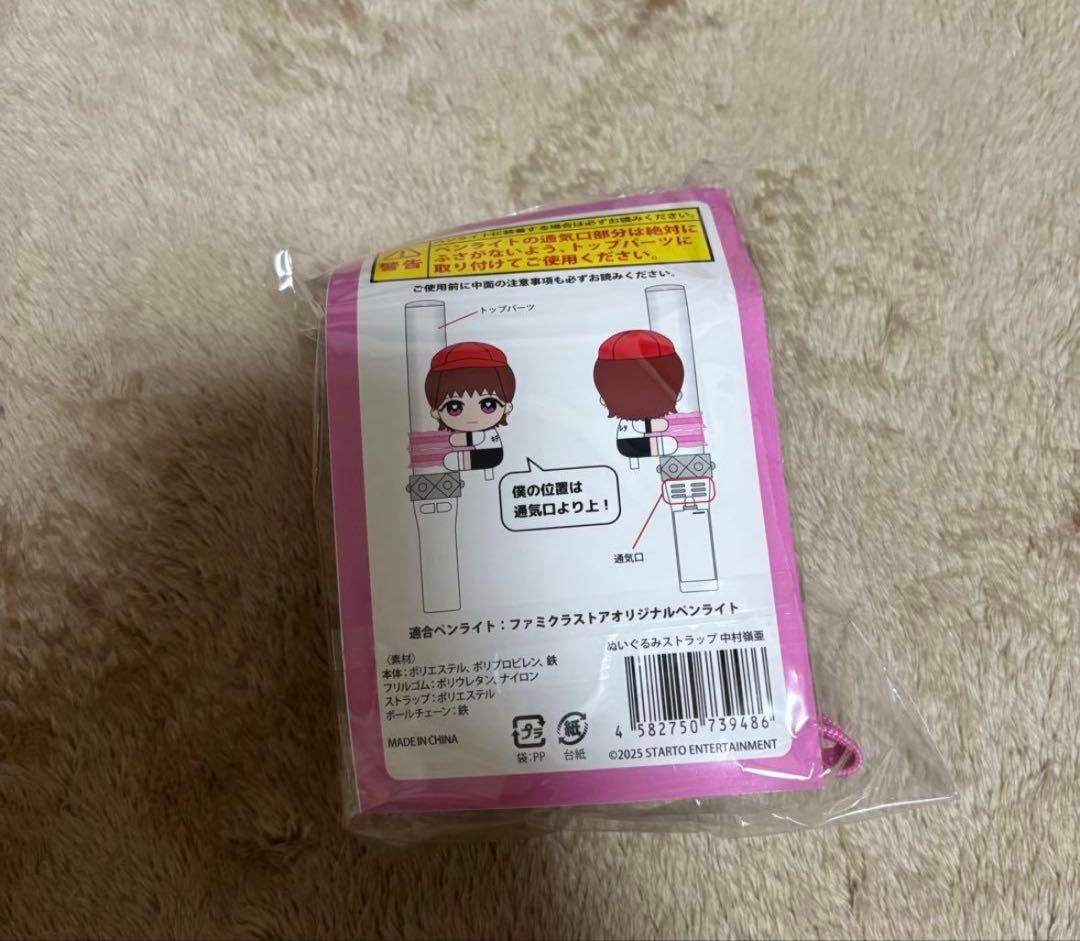 ペンライトに装着する場合は必ずお読みください。
警告
ペンライトの通気口部分は絶対に
ふさがないよう、トップパーツに
取り付けてご使用ください。
ご使用前に中面の注意事項も必ずお読みください。
トップパーツ
僕の位置は
通気口より上！
通気口
適合ペンライト：ファミクラストアオリジナルペンライト
〈素材〉
本体：ポリエステル、ポリプロピレン、鉄
フリルゴム：ポリウレタン、ナイロン
ストラップ：ポリエステル
ボールチェーン：鉄
MADE IN CHINA
プラ
袋：PP
紙
台紙
ぬいぐるみストラップ 中村嶺亜
4 582750 739486
©2025 STARTO ENTERTAINMENT